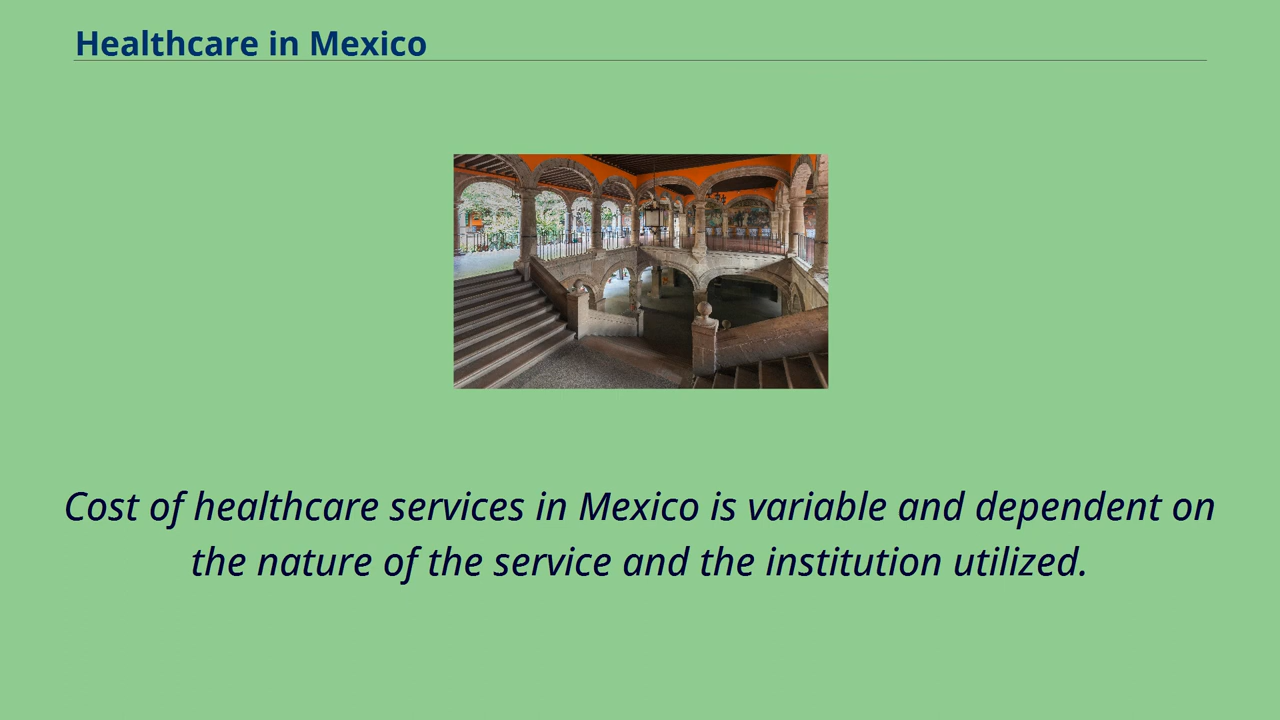 Healthcare in Mexico
Cost of healthcare services in Mexico is variable and dependent on
the nature of the service and the institution utilized.